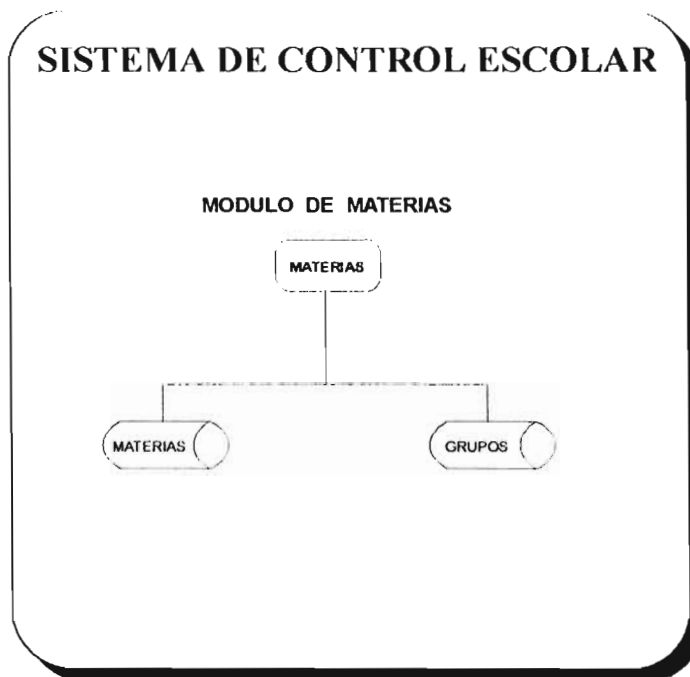 SISTEMA DE CONTROL ESCOLAR
MODULO DE MATERIAS
MATERIAS
MATERIAS
GRUPOS